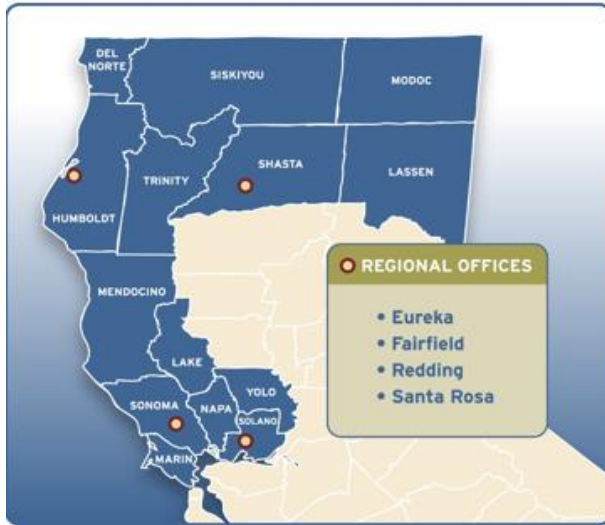 DEL
NORTE
SISKIYOU
MODOC
SHASTA
TRINITY
LASSEN
HUMBOLDT
REGIONAL OFFICES
MENDOCINO
• Eureka
• Fairfield
• Redding
• Santa Rosa
LAKE
YOLO
SONOMA
NAPA
SOLANO
MARIN